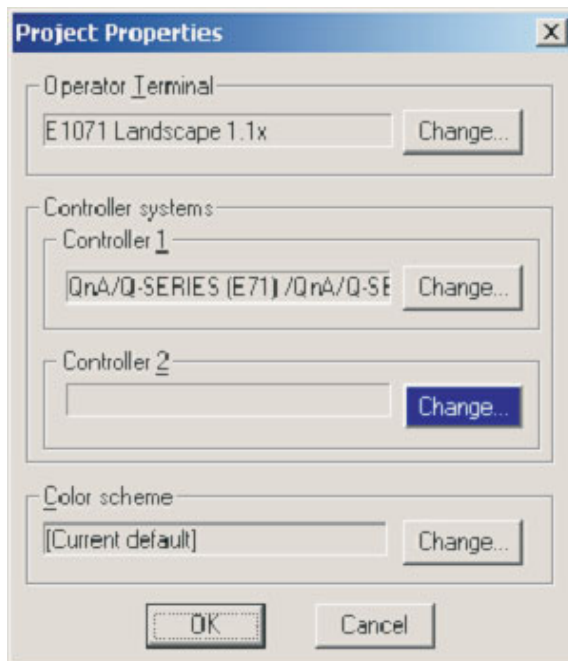 Project Properties
Operator Terminal
E1071 Landscape 1.1x
Change...
Controller systems
Controller 1
QnA/Q-SERIES (E71) /QnA/Q-SE
Change...
Controller 2
Change...
Color scheme
[Current default]
Change...
OK
Cancel